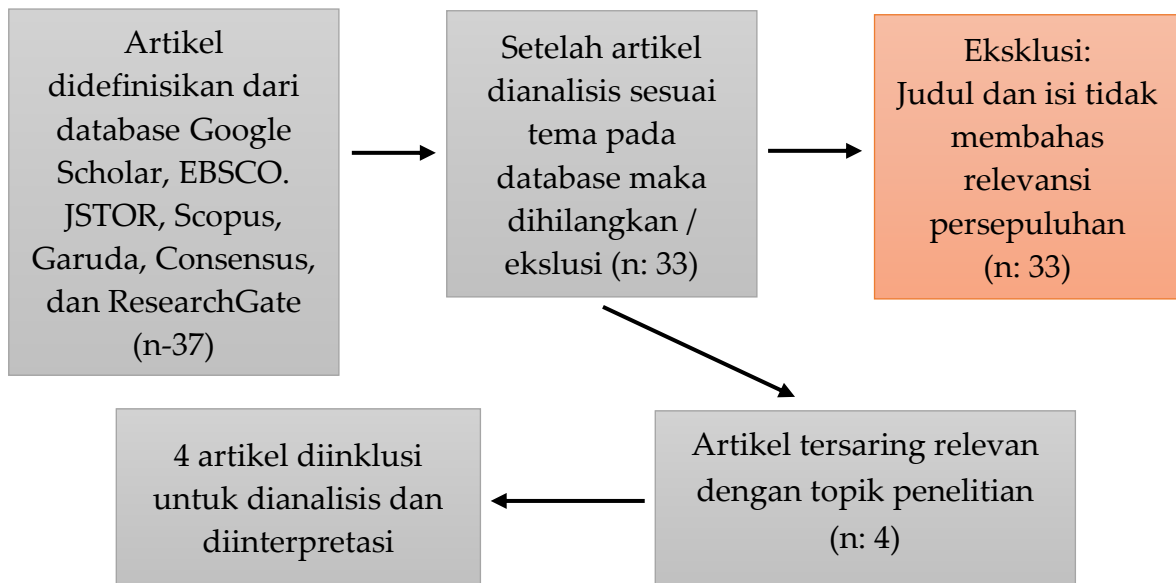 Artikel
didefinisikan dari
database Google
Scholar, EBSCO.
JSTOR, Scopus,
Garuda, Consensus,
dan ResearchGate
(n-37)
Setelah artikel
dianalisis sesuai
tema pada
database maka
dihilangkan /
ekslusi (n: 33)
Eksklusi:
Judul dan isi tidak
membahas
relevansi
persepuluhan
(n: 33)
Artikel tersaring relevan
dengan topik penelitian
(n: 4)
4 artikel diinklusi
untuk dianalisis dan
diinterpretasi